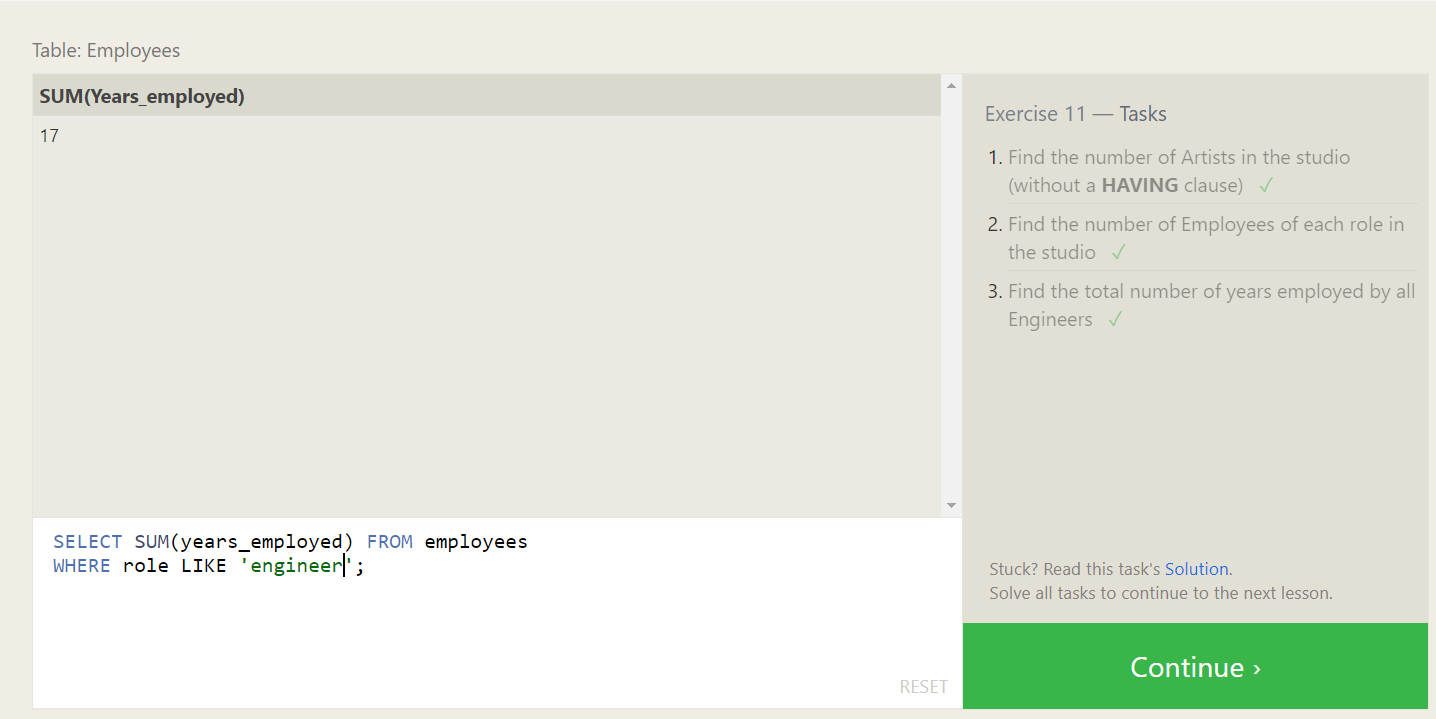 Table: Employees
SUM(Years_employed)
17
SELECT SUM(years_employed) FROM employees
WHERE role LIKE 'engineer';
RESET
Exercise 11 — Tasks
1. Find the number of Artists in the studio
(without a HAVING clause) ✓
2. Find the number of Employees of each role in
the studio ✓
3. Find the total number of years employed by all
Engineers ✓
Stuck? Read this task's Solution.
Solve all tasks to continue to the next lesson.
Continue ›